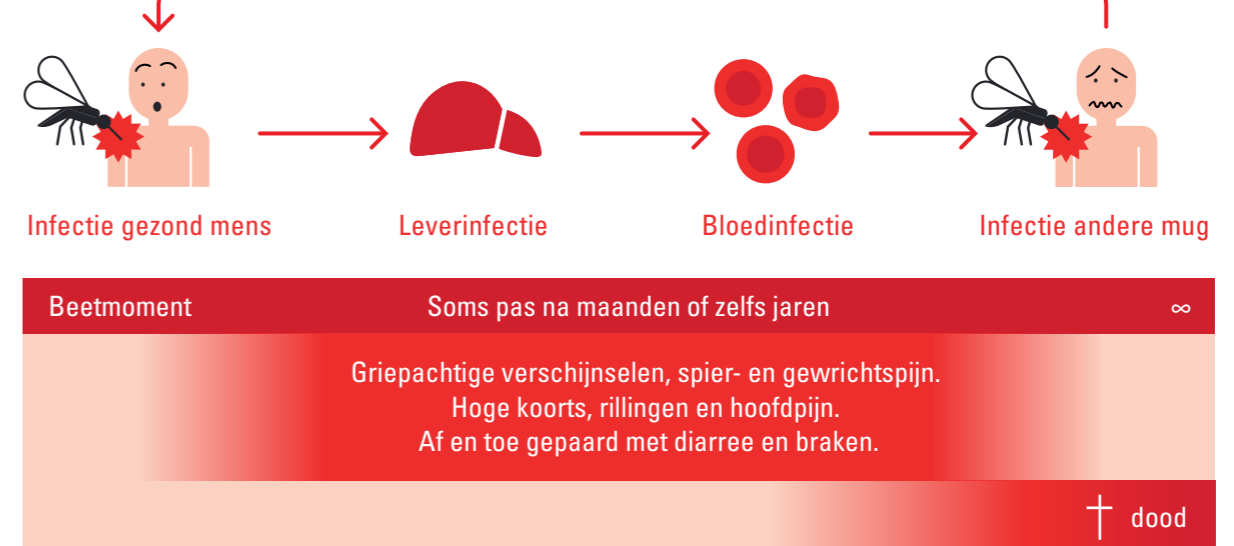 Infectie gezond mens
Leverinfectie
Bloedinfectie
Infectie andere mug
Beetmoment
Soms pas na maanden of zelfs jaren
∞
Griepachtige verschijnselen, spier- en gewrichtspijn.
Hoge koorts, rillingen en hoofdpijn.
Af en toe gepaard met diarree en braken.
† dood